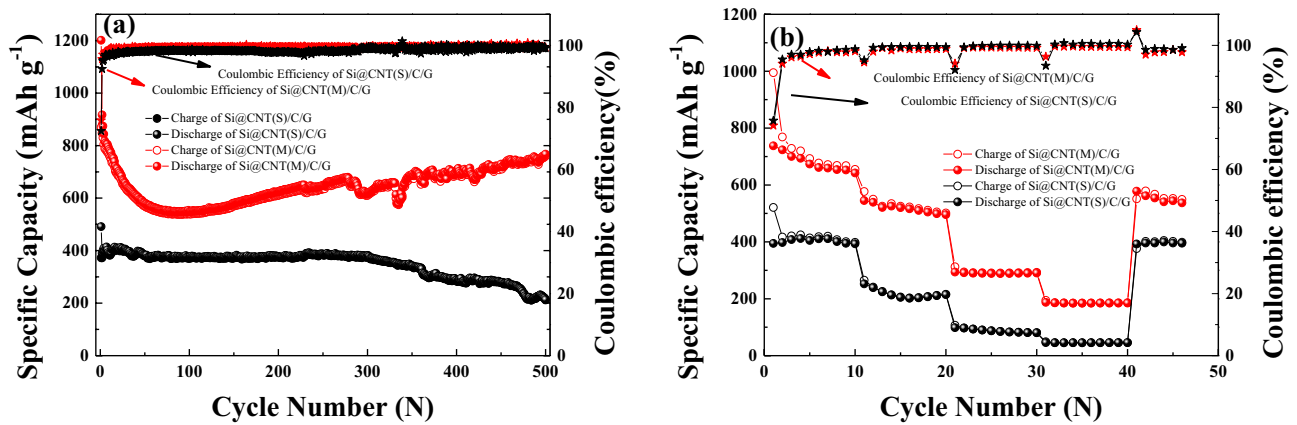 (a)
Specific Capacity (mAh g-1)
1200
1000
800
600
400
200
0
Coulombic Efficiency of Si@CNT(S)/C/G
Coulombic Efficiency of Si@CNT(M)/C/G
Charge of Si@CNT(S)/C/G
Discharge of Si@CNT(S)/C/G
Charge of Si@CNT(M)/C/G
Discharge of Si@CNT(M)/C/G
100
80
60
40
20
0
Coulombic efficiency(%)
0 100 200 300 400 500
Cycle Number (N)
(b)
Specific Capacity (mAh g-1)
1200
1000
800
600
400
200
0
Coulombic Efficiency of Si@CNT(M)/C/G
Coulombic Efficiency of Si@CNT(S)/C/G
Charge of Si@CNT(M)/C/G
Discharge of Si@CNT(M)/C/G
Charge of Si@CNT(S)/C/G
Discharge of Si@CNT(S)/C/G
100
80
60
40
20
0
Coulombic efficiency (%)
0 10 20 30 40 50
Cycle Number (N)